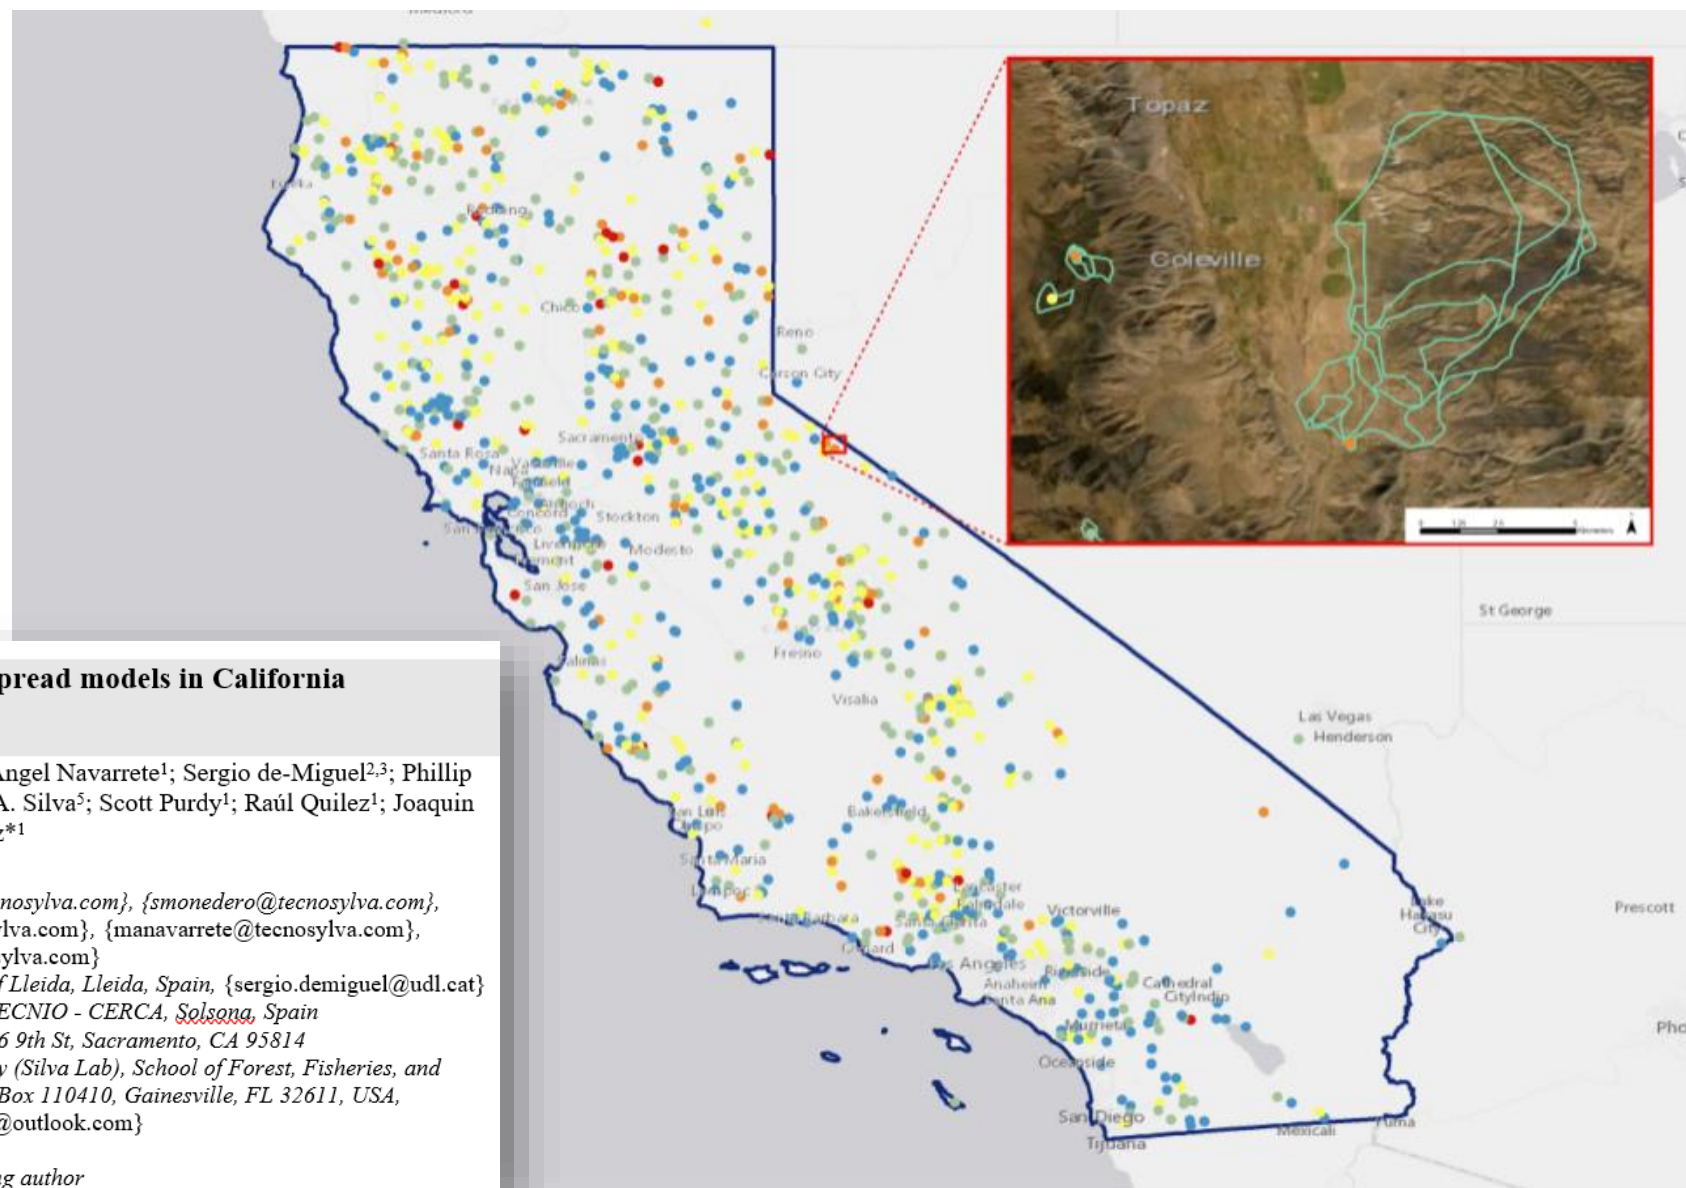 Topaz
Coleville
Eureka
Redding
Chico
Reno
Carson City
Sacramento
Santa Rosa
Vacaville
Napa
Fairfield
Antioch
Concord
Stockton
San Francisco
Livermore
Modesto
Fremont
San Jose
St George
Salinas
Fresno
Visalia
Las Vegas
Henderson
San Luis
Obispo
Bakersfield
Santa Maria
Lompoc
Lancaster
Palmdale
Victorville
Santa Barbara
Santa Clarita
Oxnard
Lake
Havasu
City
Prescott
Los Angeles
Riverside
Anaheim
Santa Ana
Cathedral
City
Indio
Murrieta
Oceanside
Pho
San Diego
Tijuana
Mexicali
Yuma
pread models in California
Angel Navarrete¹; Sergio de-Miguel²,³; Phillip
A. Silva⁵; Scott Purdy¹; Raúl Quilez¹; Joaquin
z*¹
nosylva.com}, {smonedero@tecnosylva.com},
lva.com}, {manavarrete@tecnosylva.com},
sylva.com}
f Lleida, Lleida, Spain, {sergio.demiguel@udl.cat}
ECNIO - CERCA, Solsona, Spain
6 9th St, Sacramento, CA 95814
y (Silva Lab), School of Forest, Fisheries, and
Box 110410, Gainesville, FL 32611, USA,
@outlook.com}
ng author